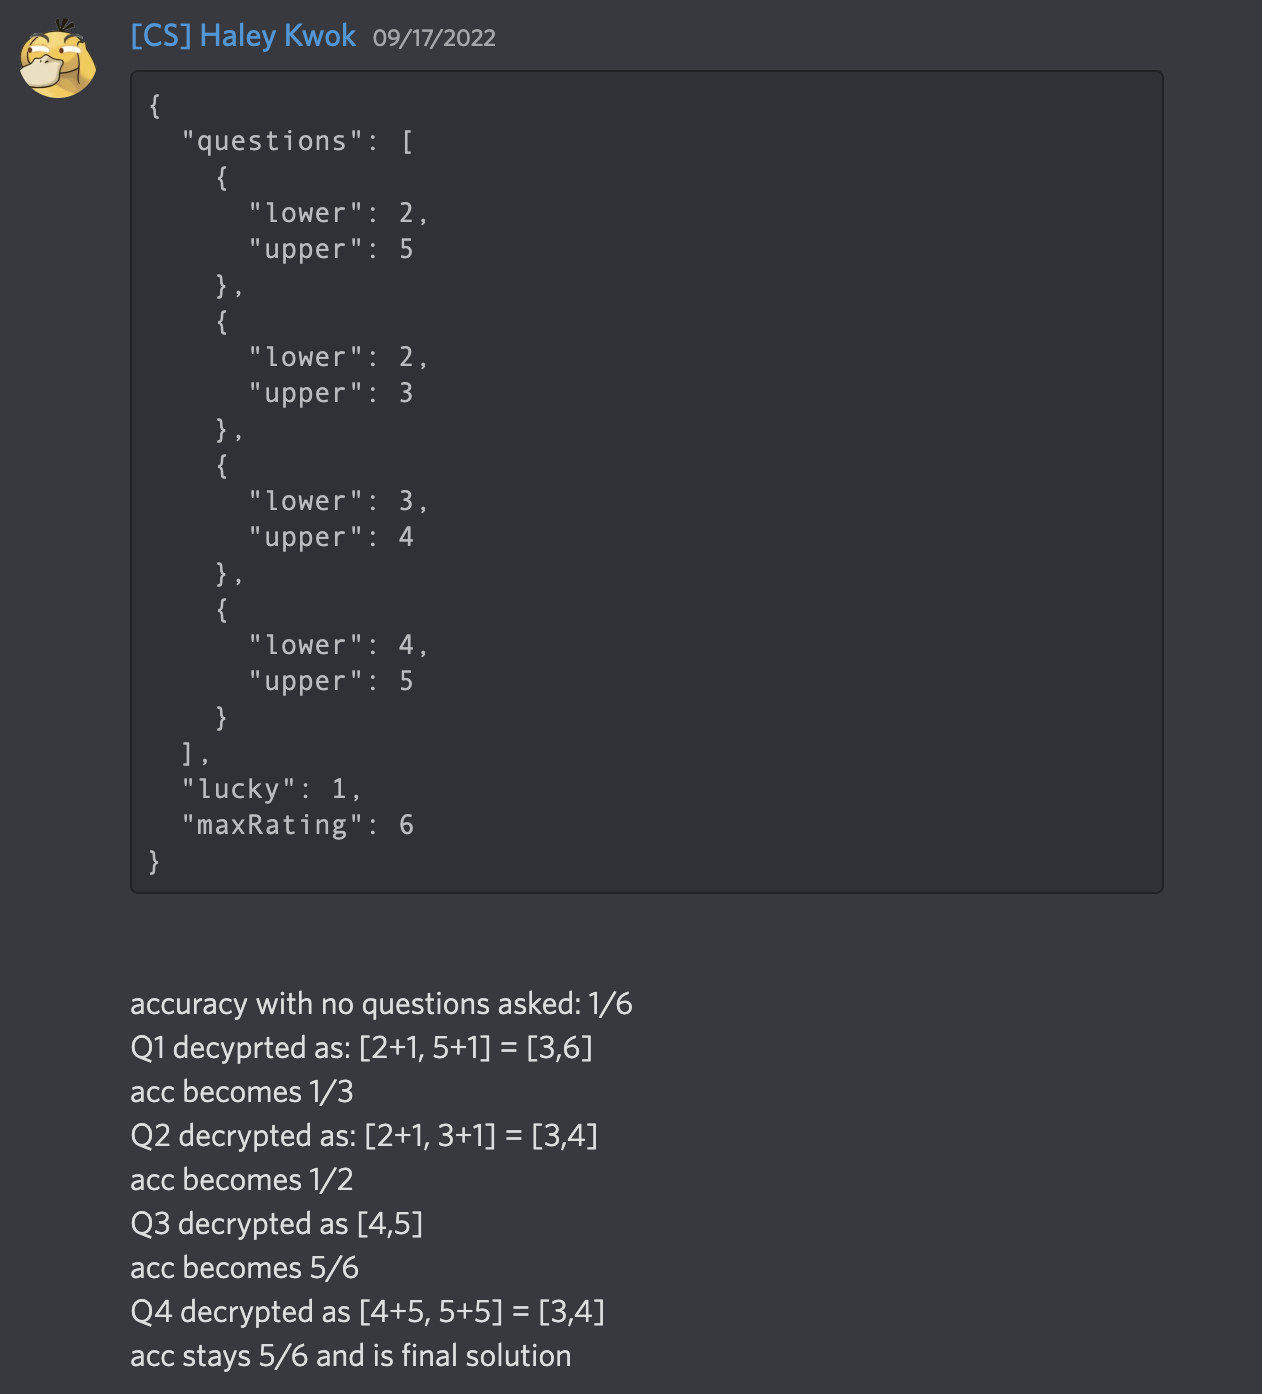 [CS] Haley Kwok 09/17/2022
{
  "questions": [
    {
      "lower": 2,
      "upper": 5
    },
    {
      "lower": 2,
      "upper": 3
    },
    {
      "lower": 3,
      "upper": 4
    },
    {
      "lower": 4,
      "upper": 5
    }
  ],
  "lucky": 1,
  "maxRating": 6
}
accuracy with no questions asked: 1/6
Q1 decyprted as: [2+1, 5+1] = [3,6]
acc becomes 1/3
Q2 decrypted as: [2+1, 3+1] = [3,4]
acc becomes 1/2
Q3 decrypted as [4,5]
acc becomes 5/6
Q4 decrypted as [4+5, 5+5] = [3,4]
acc stays 5/6 and is final solution